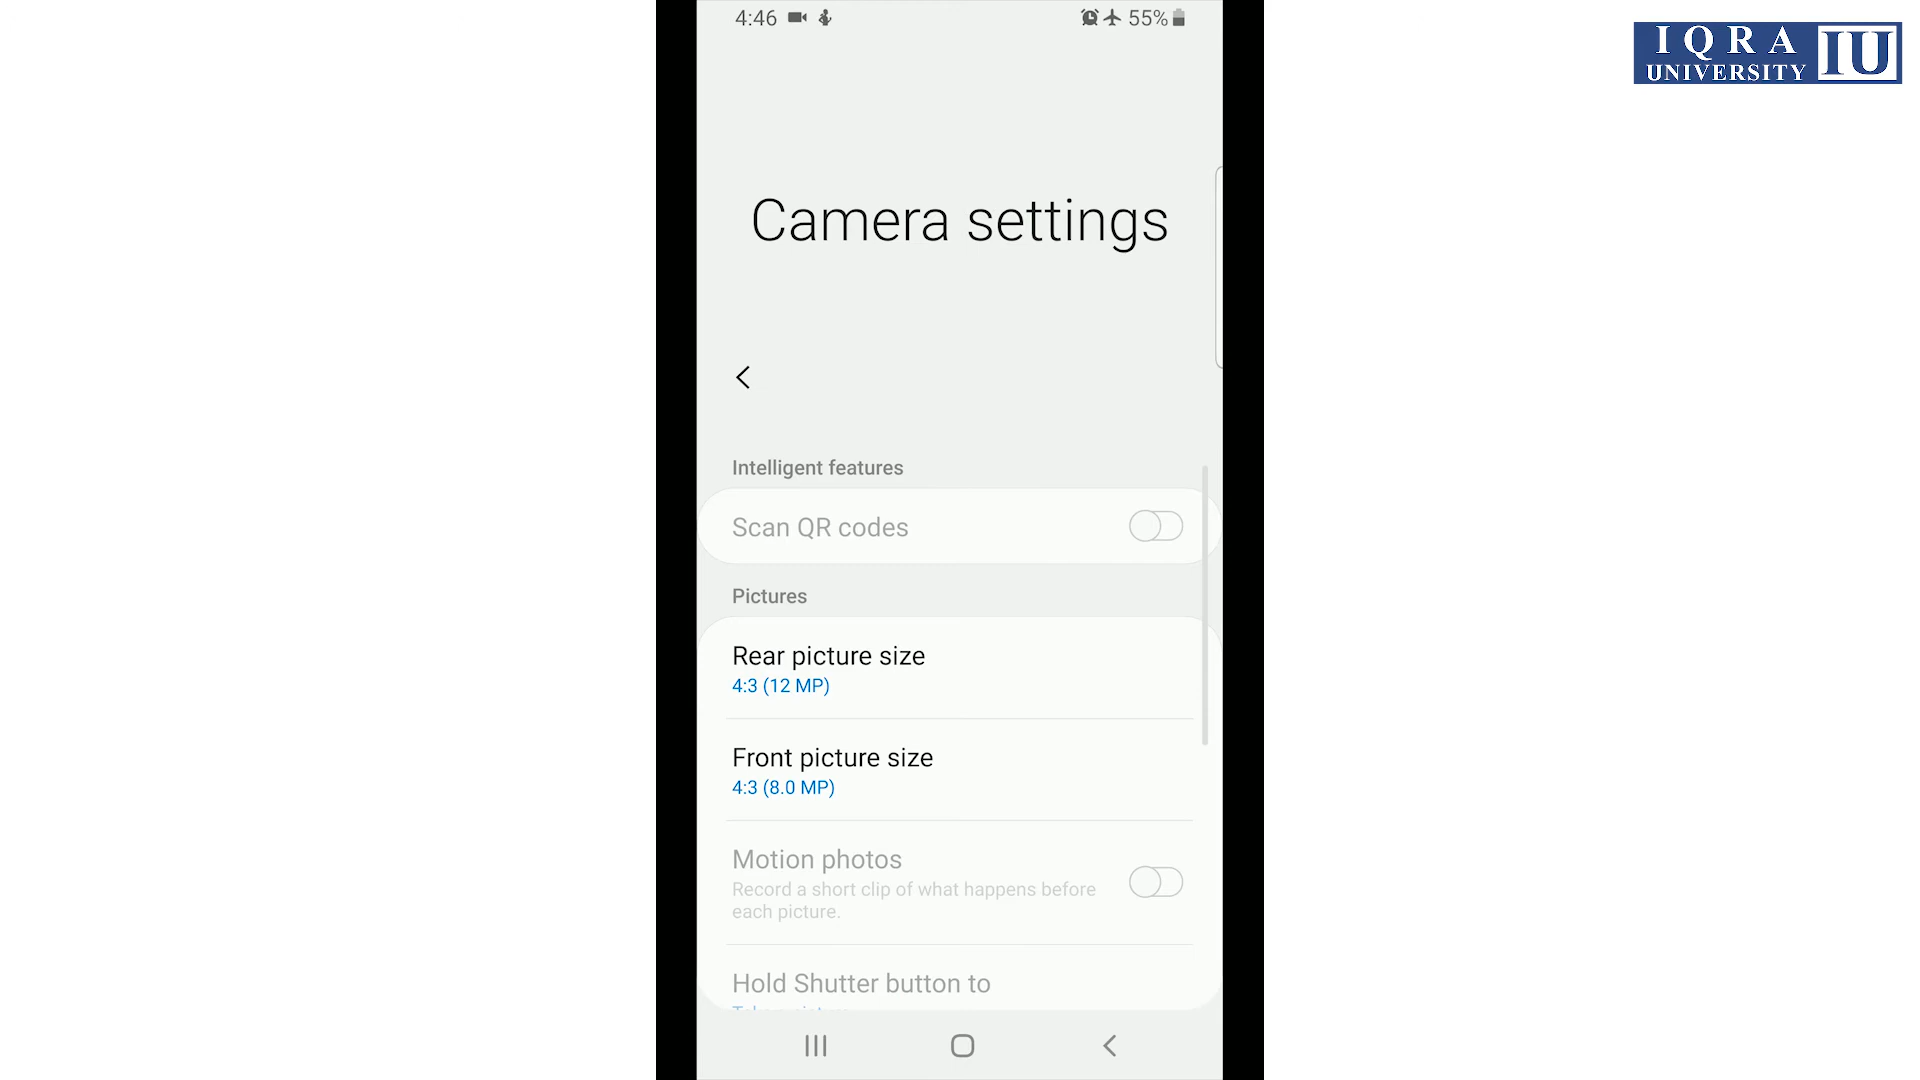 4:46
55%
IQRA
UNIVERSITY
IU
Camera settings
Intelligent features
Scan QR codes
Pictures
Rear picture size
4:3 (12 MP)
Front picture size
4:3 (8.0 MP)
Motion photos
Record a short clip of what happens before
each picture.
Hold Shutter button to